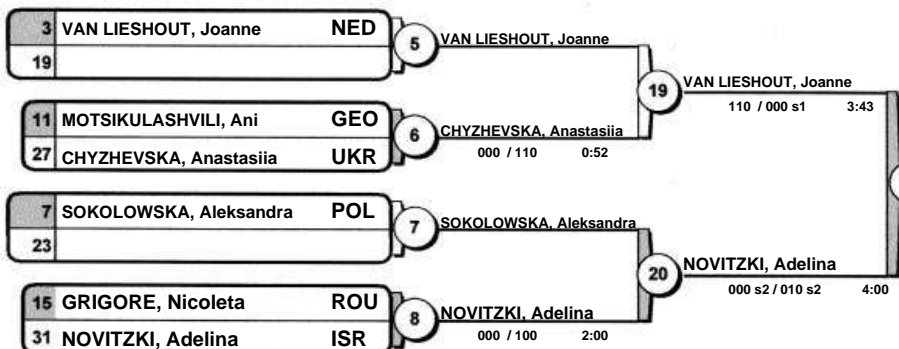 3 VAN LIESHOUT, Joanne NED
19
5 VAN LIESHOUT, Joanne
11 MOTSIKULASHVILI, Ani GEO
27 CHYZHEVSKA, Anastasiia UKR
6 CHYZHEVSKA, Anastasiia
000 / 110 0:52
19 VAN LIESHOUT, Joanne
110 / 000 s1 3:43
7 SOKOLOWSKA, Aleksandra POL
23
7 SOKOLOWSKA, Aleksandra
15 GRIGORE, Nicoleta ROU
31 NOVITZKI, Adelina ISR
8 NOVITZKI, Adelina
000 / 100 2:00
20 NOVITZKI, Adelina
000 s2 / 010 s2 4:00